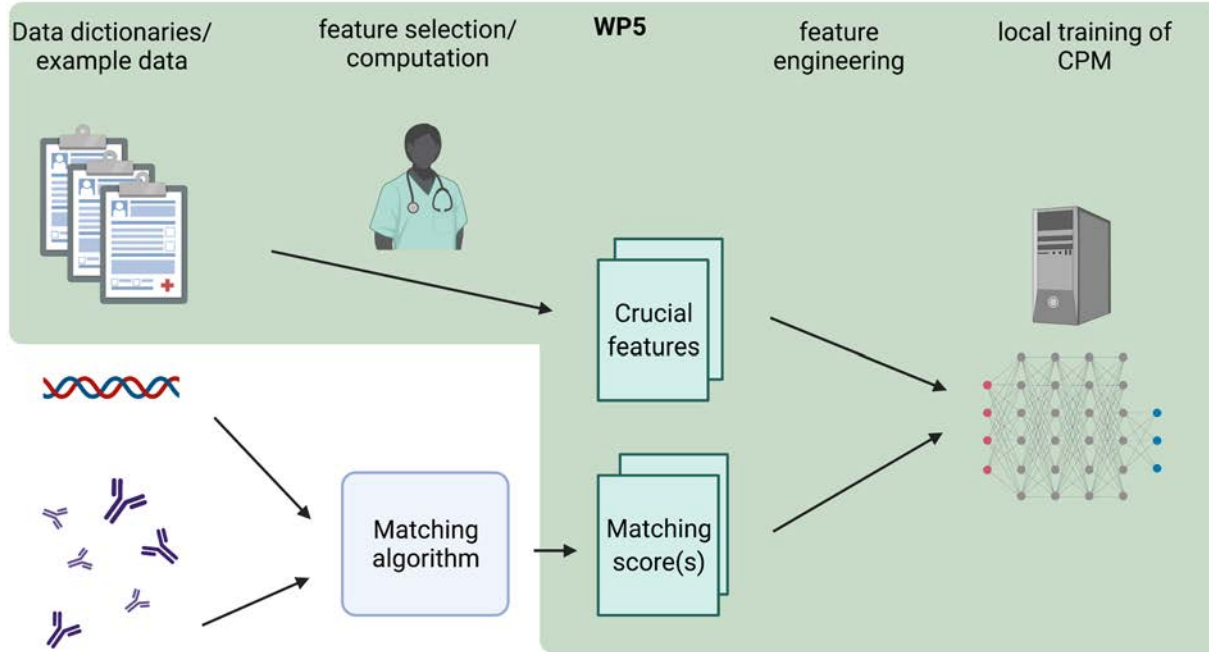 Data dictionaries/
example data
feature selection/
computation
WP5
feature
engineering
local training of
CPM
Crucial
features
Matching
algorithm
Matching
score(s)